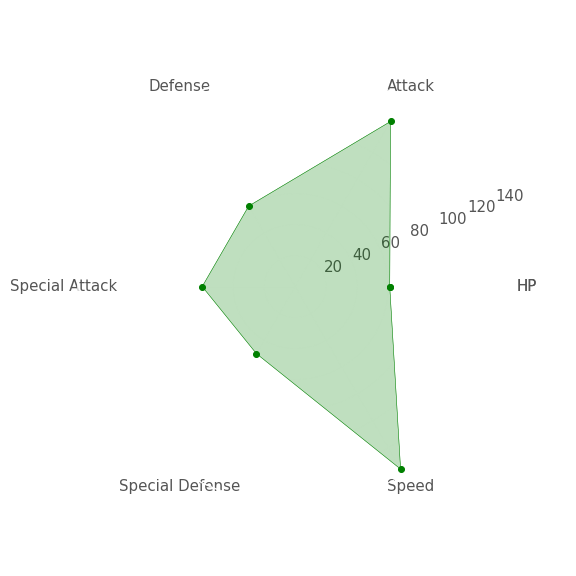 Defense
Attack
140
120
100
80
60
40
20
Special Attack
HP
Special Defense
Speed